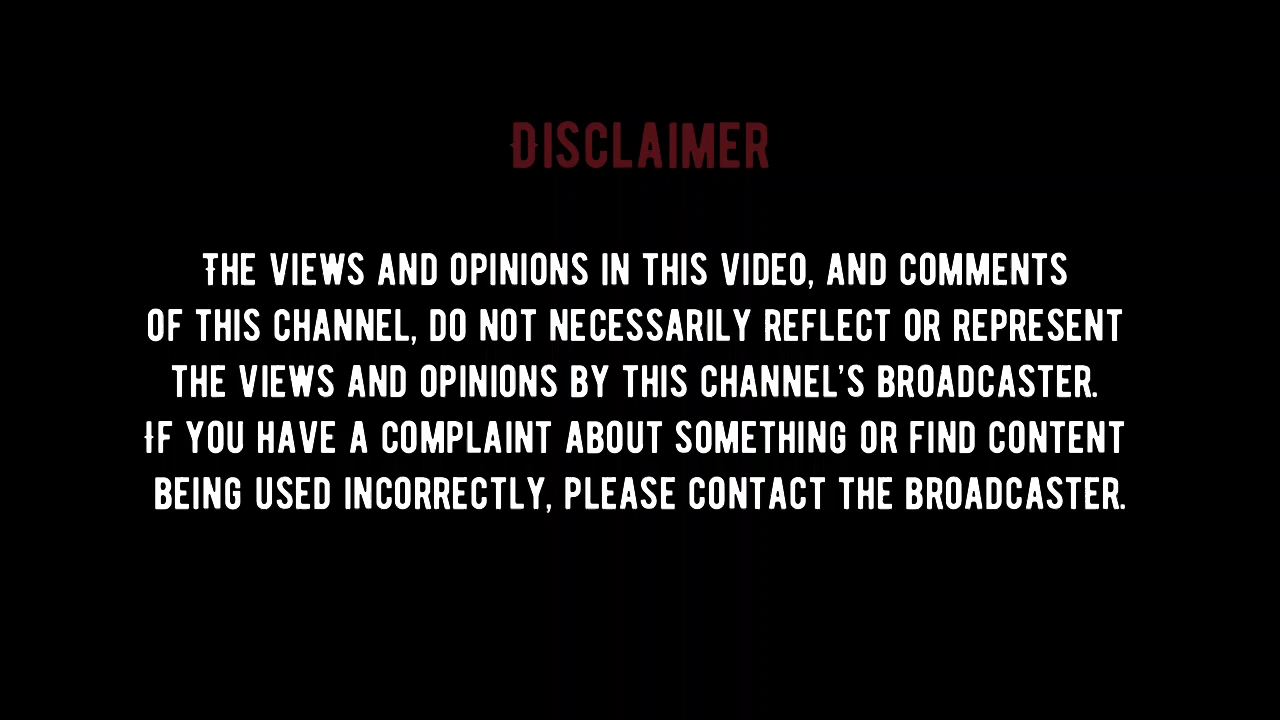 DISCLAIMER
THE VIEWS AND OPINIONS IN THIS VIDEO, AND COMMENTS
OF THIS CHANNEL, DO NOT NECESSARILY REFLECT OR REPRESENT
THE VIEWS AND OPINIONS BY THIS CHANNEL'S BROADCASTER.
IF YOU HAVE A COMPLAINT ABOUT SOMETHING OR FIND CONTENT
BEING USED INCORRECTLY, PLEASE CONTACT THE BROADCASTER.